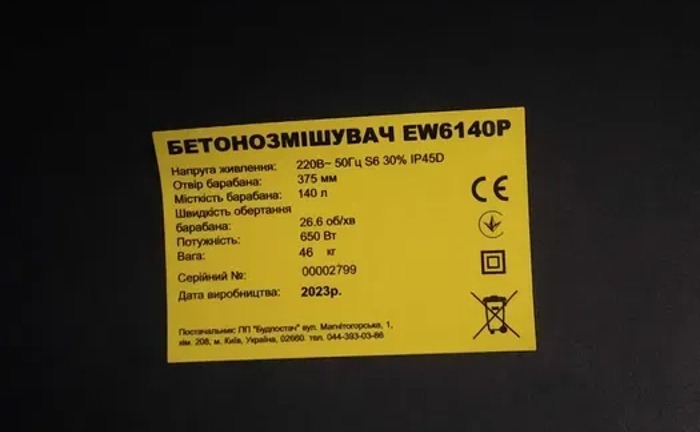 БЕТОНОЗМІШУВАЧ EW6140P
Напруга живлення: 220В~ 50Гц S6 30% IP45D
Отвір барабана: 375 мм
Місткість барабана: 140 л
Швидкість обертання
барабана: 26.6 об/хв
Потужність: 650 Вт
Вага: 46 кг
Серійний №: 00002799
Дата виробництва: 2023р.
CE
Постачальник: ПП "Будпостач" вул. Магнітогорська, 1,
кім. 208, м. Київ, Україна, 02660. тел. 044-393-03-86